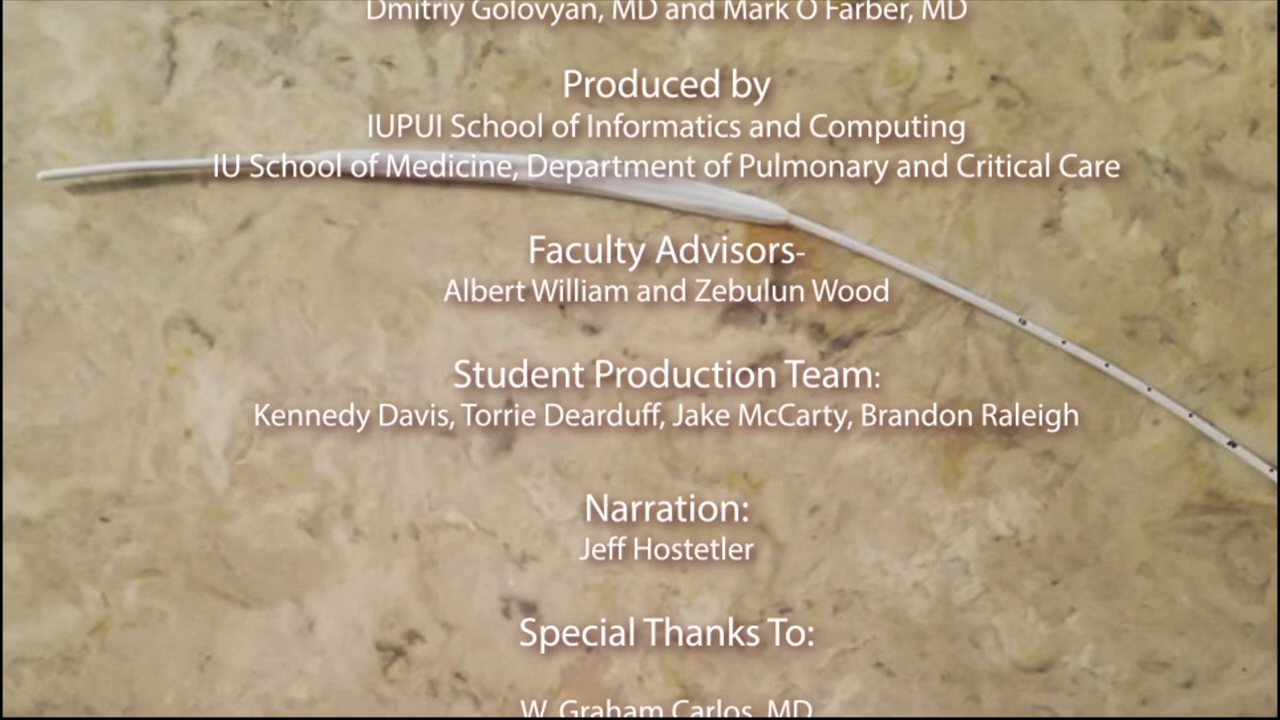 Dmitriy Golovyan, MD and Mark O Farber, MD
Produced by
IUPUI School of Informatics and Computing
IU School of Medicine, Department of Pulmonary and Critical Care
Faculty Advisors-
Albert William and Zebulun Wood
Student Production Team:
Kennedy Davis, Torrie Dearduff, Jake McCarty, Brandon Raleigh
Narration:
Jeff Hostetler
Special Thanks To:
W. Graham Carlos, MD